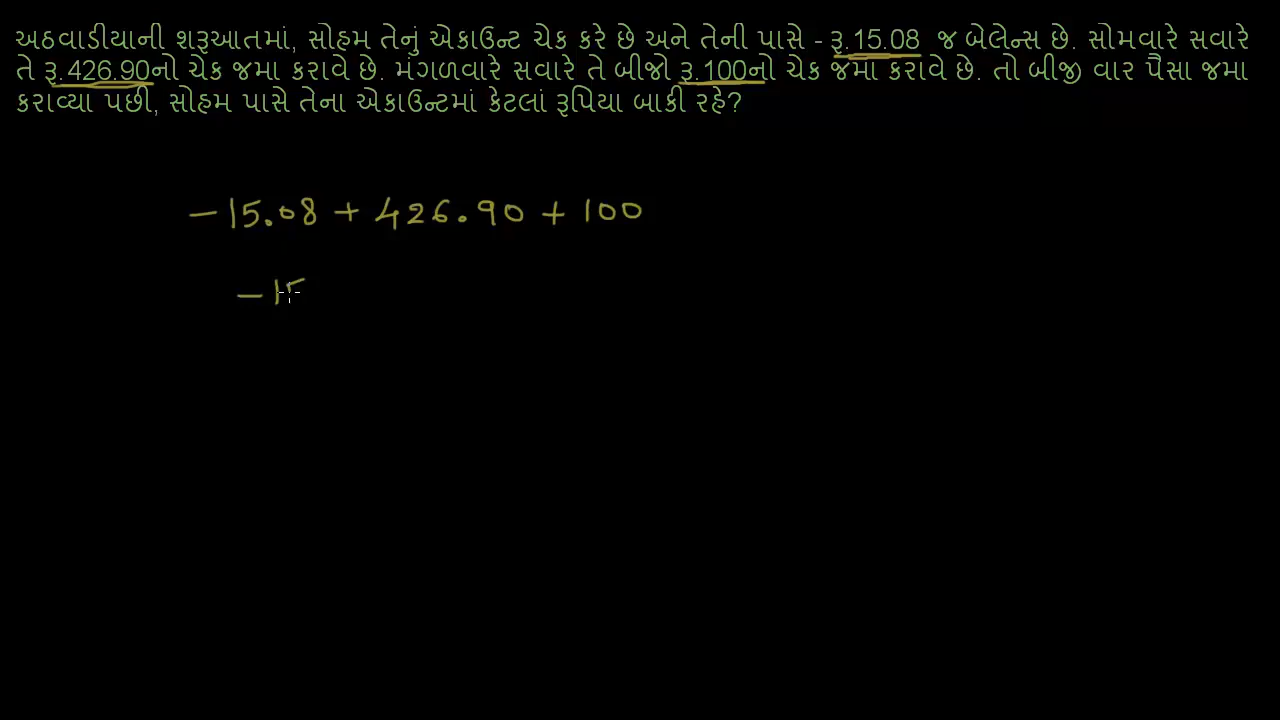 અઠવાડીયાની શરૂઆતમાં, સોહમ તેનું એકાઉન્ટ ચેક કરે છે અને તેની પાસે - રૂ.15.08 જ બેલેન્સ છે. સોમવારે સવારે
તે રૂ.426.90નો ચેક જમા કરાવે છે. મંગળવારે સવારે તે બીજો રૂ.100નો ચેક જમા કરાવે છે. તો બીજી વાર પૈસા જમા
કરાવ્યા પછી, સોહમ પાસે તેના એકાઉન્ટમાં કેટલાં રૂપિયા બાકી રહે?
-15.08 + 426.90 + 100
-15